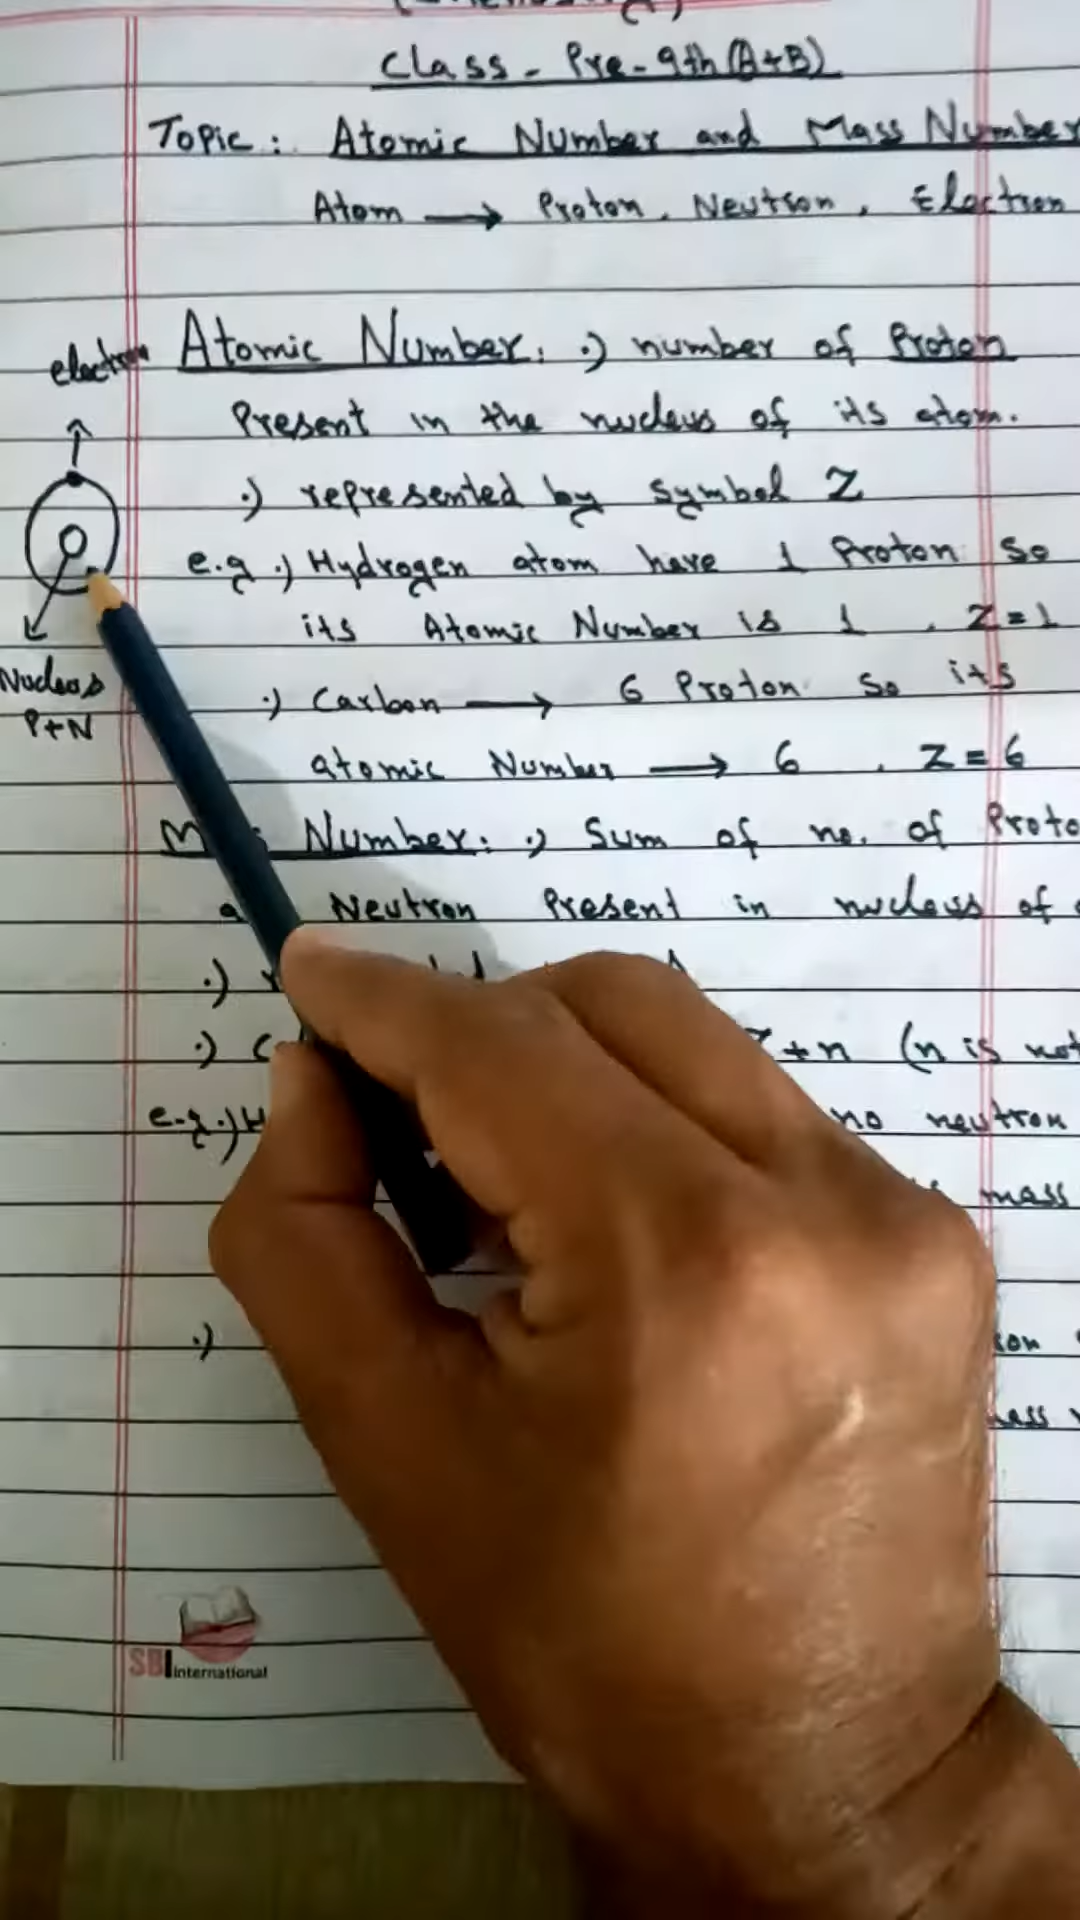 Class - Pre-9th (A+B)
Topic: Atomic Number and Mass Number
Atom → Proton, Neutron, Electron
electron
Atomic Number: •) number of Proton
Present in the nucleus of its atom.
•) represented by symbol Z
e.g •) Hydrogen atom have 1 Proton so
its Atomic Number is 1 . Z=1
Nucleus
P+N
•) Carbon → 6 Proton so its
atomic Number → 6 . Z=6
Number: •) Sum of no. of
Neutron Present in nucleus of
•)
•) Z+n (n is not
e.g.•) H no neutron
mass
•)
SBI International